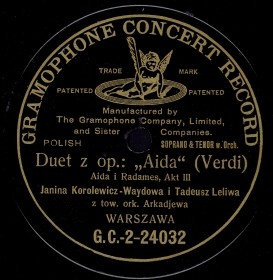 GRAMOPHONE CONCERT RECORD
TRADE MARK
PATENTED PATENTED
Manufactured by
The Gramophone Company, Limited,
and Sister Companies.
POLISH SOPRANO & TENOR w. Orch.
Duet z op.: „Aida“ (Verdi)
Aida i Radames, Akt III
Janina Korolewicz-Waydowa i Tadeusz Leliwa
z tow. ork. Arkadjewa
WARSZAWA
G.C.-2-24032